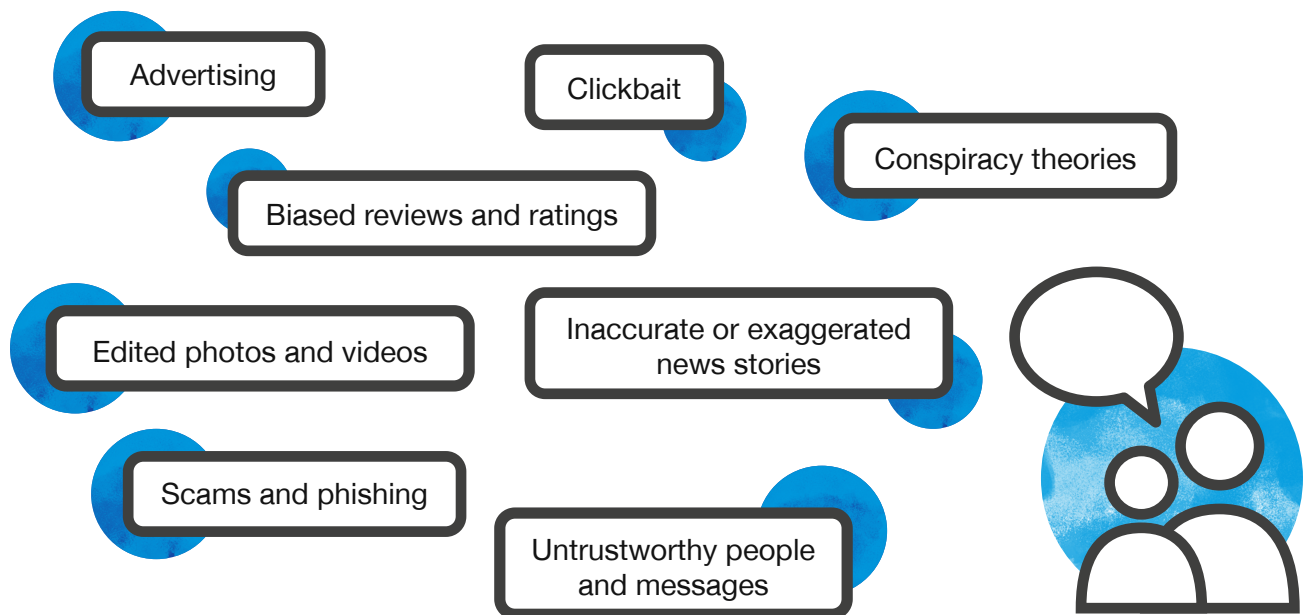 Advertising
Clickbait
Conspiracy theories
Biased reviews and ratings
Edited photos and videos
Inaccurate or exaggerated
news stories
Scams and phishing
Untrustworthy people
and messages